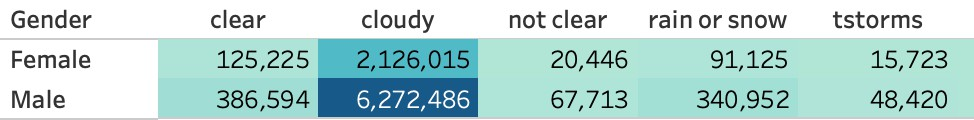 Gender clear cloudy not clear rain or snow tstorms
Female 125,225 2,126,015 20,446 91,125 15,723
Male 386,594 6,272,486 67,713 340,952 48,420